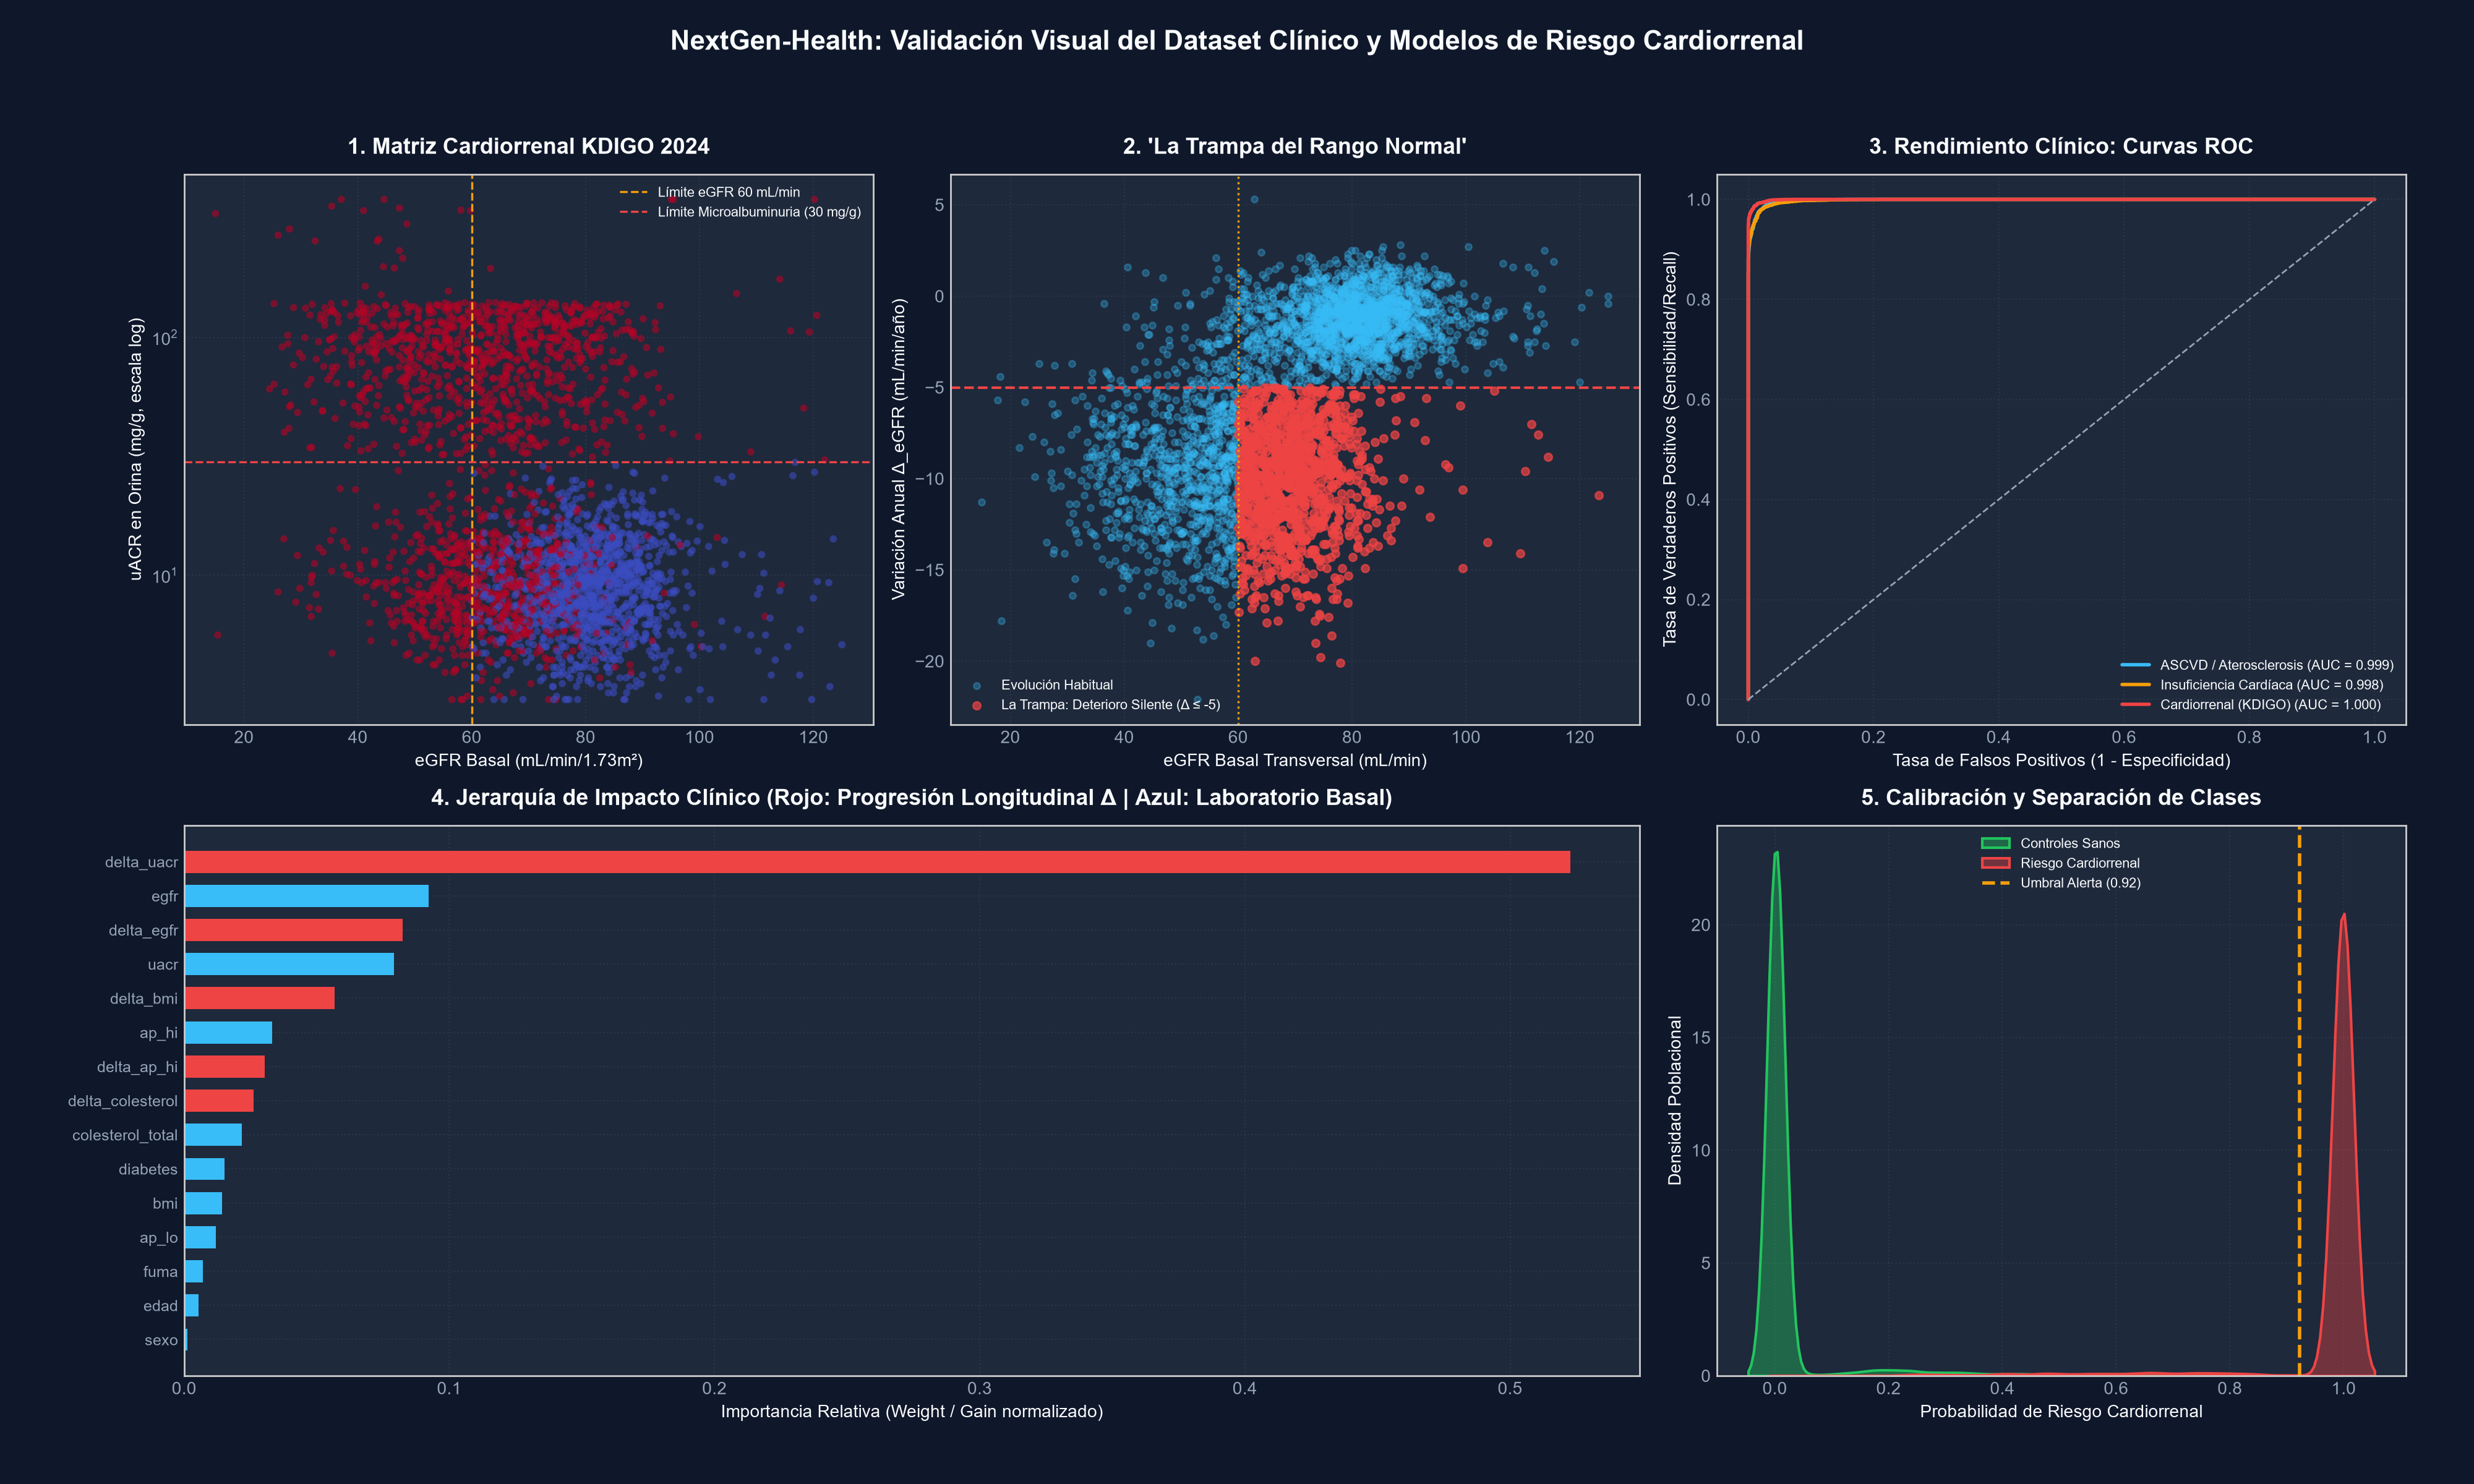 NextGen-Health: Validación Visual del Dataset Clínico y Modelos de Riesgo Cardiorrenal
1. Matriz Cardiorrenal KDIGO 2024
uACR en Orina (mg/g, escala log)
10²
10¹
Límite eGFR 60 mL/min
Límite Microalbuminuria (30 mg/g)
20 40 60 80 100 120
eGFR Basal (mL/min/1.73m²)
2. 'La Trampa del Rango Normal'
Variación Anual Δ_eGFR (mL/min/año)
5
0
−5
−10
−15
−20
Evolución Habitual
La Trampa: Deterioro Silente (Δ ≤ -5)
20 40 60 80 100 120
eGFR Basal Transversal (mL/min)
3. Rendimiento Clínico: Curvas ROC
Tasa de Verdaderos Positivos (Sensibilidad/Recall)
1.0
0.8
0.6
0.4
0.2
0.0
ASCVD / Aterosclerosis (AUC = 0.999)
Insuficiencia Cardíaca (AUC = 0.998)
Cardiorrenal (KDIGO) (AUC = 1.000)
0.0 0.2 0.4 0.6 0.8 1.0
Tasa de Falsos Positivos (1 - Especificidad)
4. Jerarquía de Impacto Clínico (Rojo: Progresión Longitudinal Δ | Azul: Laboratorio Basal)
delta_uacr
egfr
delta_egfr
uacr
delta_bmi
ap_hi
delta_ap_hi
delta_colesterol
colesterol_total
diabetes
bmi
ap_lo
fuma
edad
sexo
0.0 0.1 0.2 0.3 0.4 0.5
Importancia Relativa (Weight / Gain normalizado)
5. Calibración y Separación de Clases
Densidad Poblacional
20
15
10
5
0
Controles Sanos
Riesgo Cardiorrenal
Umbral Alerta (0.92)
0.0 0.2 0.4 0.6 0.8 1.0
Probabilidad de Riesgo Cardiorrenal